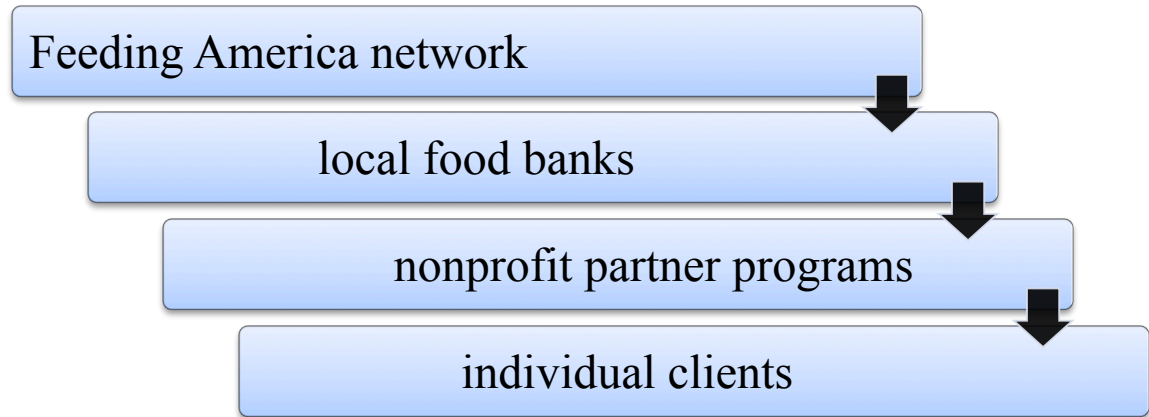 Feeding America network
local food banks
nonprofit partner programs
individual clients